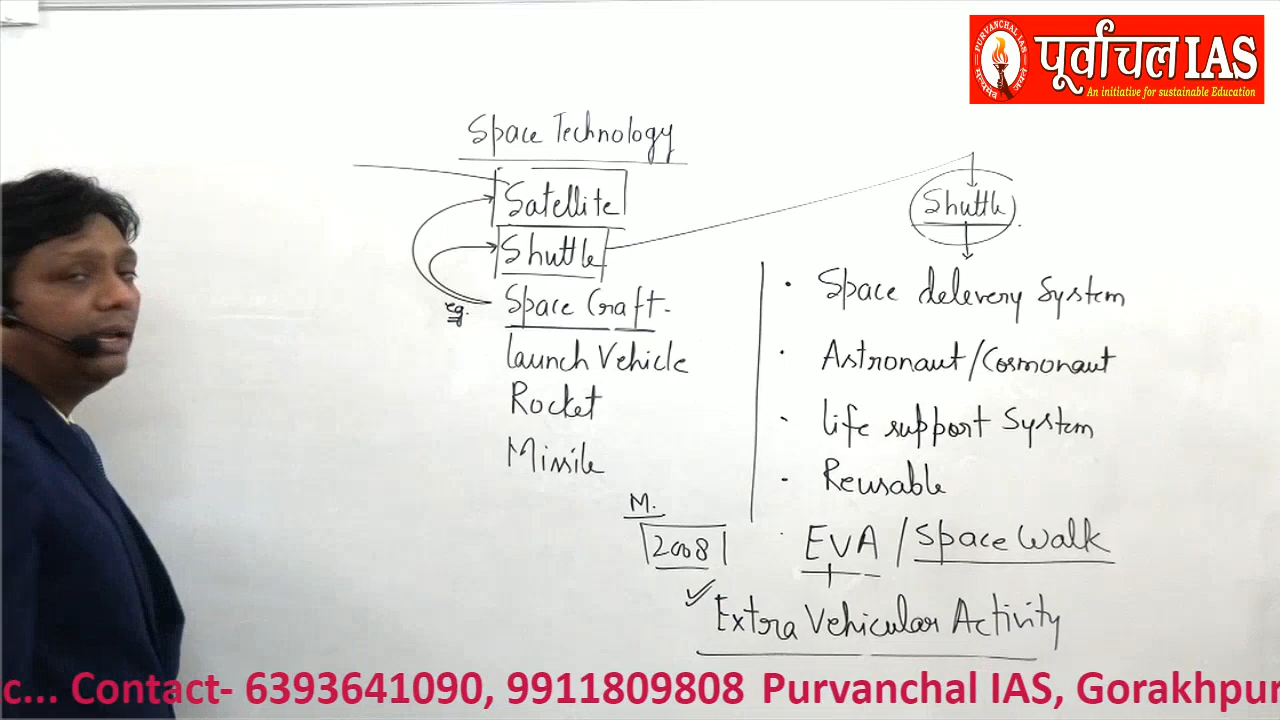 PURVANCHAL IAS
पूर्वांचल IAS
An initiative for sustainable Education
Space Technology
Satellite
Shuttle
eg.
Space Craft.
launch Vehicle
Rocket
Missile
Shuttle
Space delevery System
Astronaut/Cosmonaut
life support System
Reusable
M.
2008
EVA / Space Walk
Extra Vehicular Activity
c... Contact- 6393641090, 9911809808 Purvanchal IAS, Gorakhpur